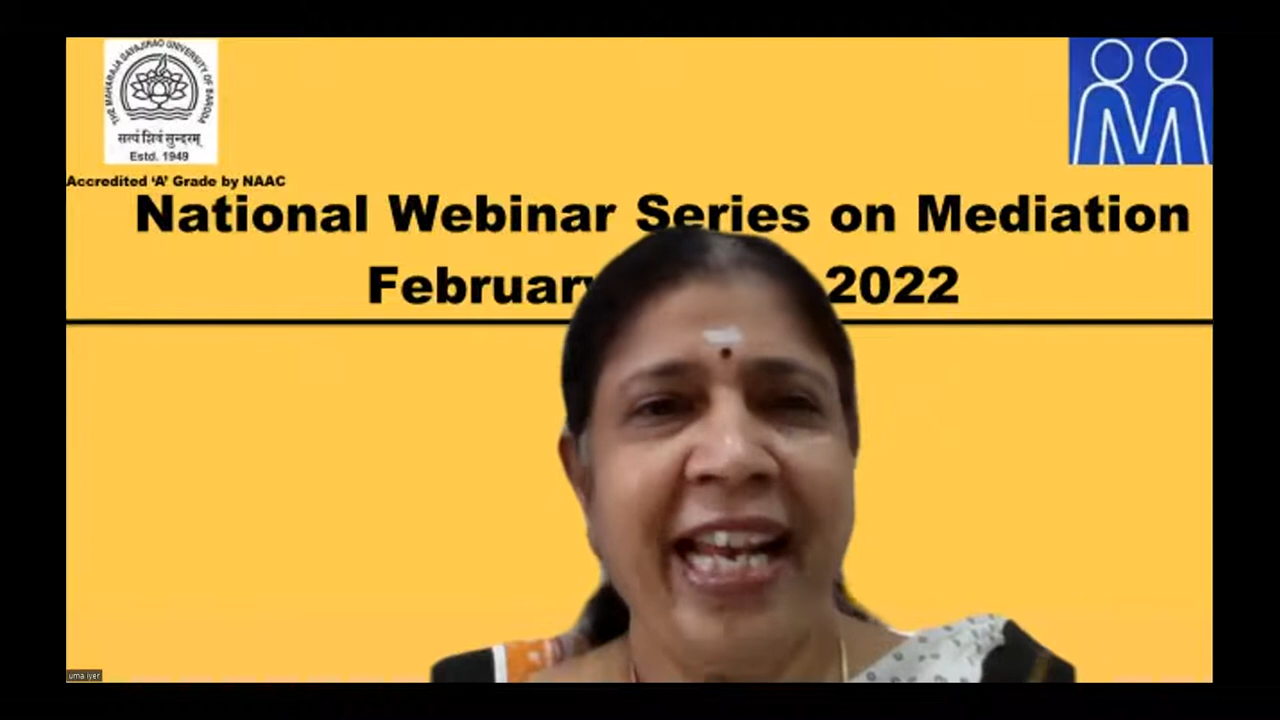 THE MAHARAJA SAYAJIRAO UNIVERSITY OF BARODA
सत्यं शिवं सुन्दरम्
Estd. 1949
Accredited ‘A’ Grade by NAAC
National Webinar Series on Mediation
February 2022
uma iyer